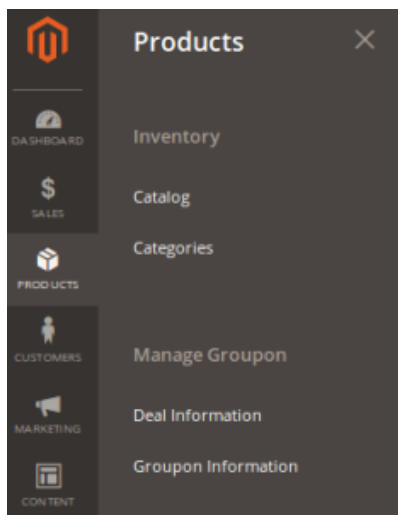 Products
Inventory
Catalog
Categories
Manage Groupon
Deal Information
Groupon Information
DASHBOARD
SALES
PRODUCTS
CUSTOMERS
MARKETING
CONTENT